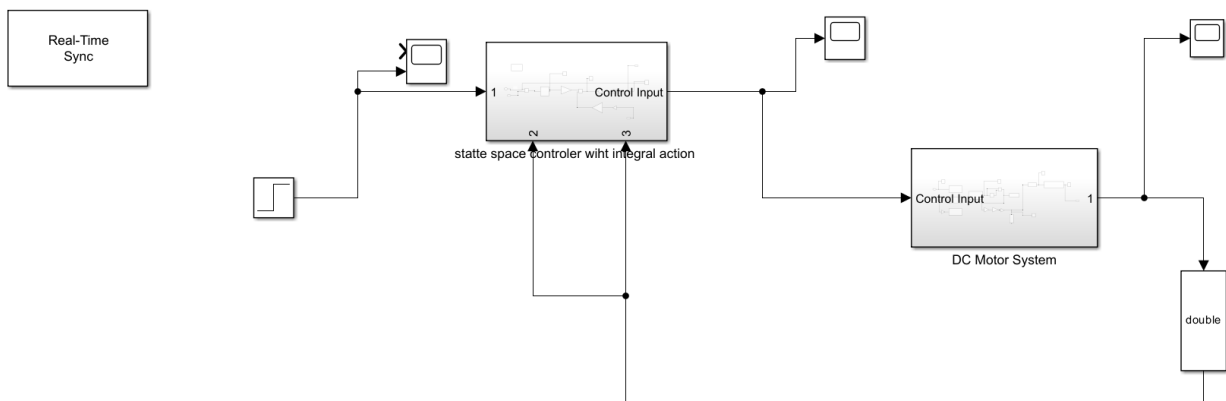 Real-Time
Sync
1
Control Input
2
3
statte space controler wiht integral action
Control Input
1
DC Motor System
double